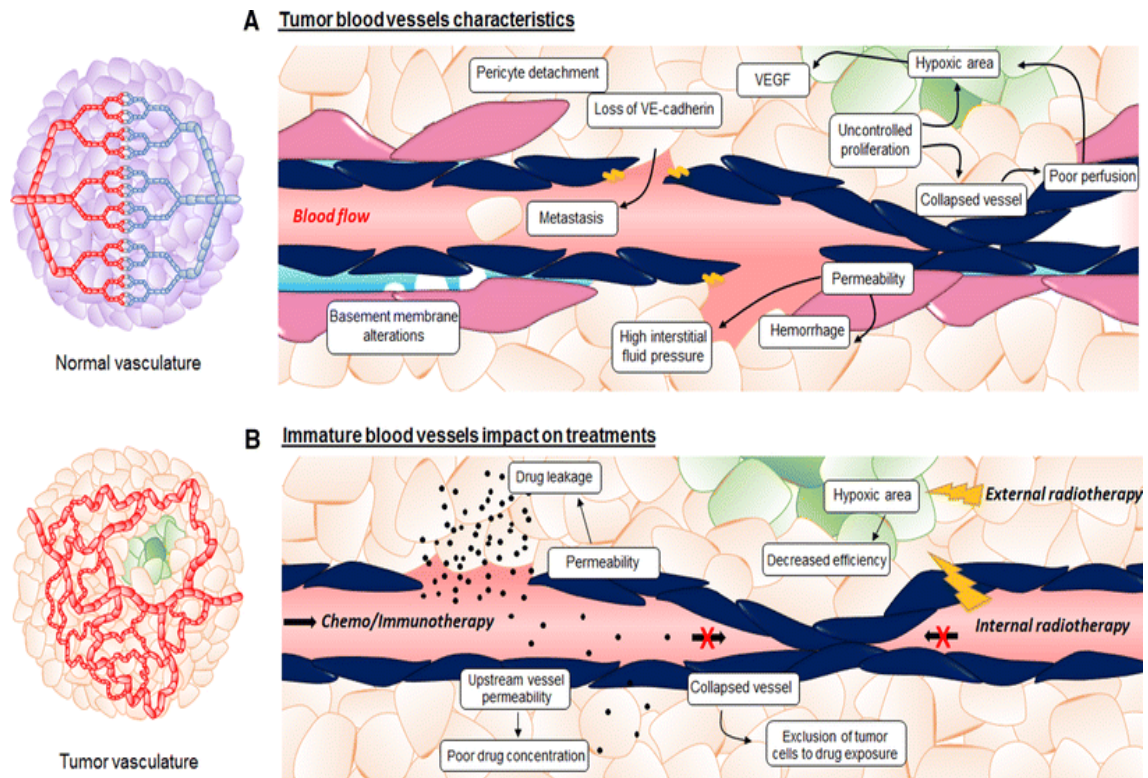 A Tumor blood vessels characteristics
Pericyte detachment
VEGF
Hypoxic area
Loss of VE-cadherin
Uncontrolled
proliferation
Poor perfusion
Collapsed vessel
Blood flow
Metastasis
Permeability
Basement membrane
alterations
High interstitial
fluid pressure
Hemorrhage
Normal vasculature
B Immature blood vessels impact on treatments
Drug leakage
Hypoxic area
External radiotherapy
Permeability
Decreased efficiency
Chemo/Immunotherapy
Internal radiotherapy
Upstream vessel
permeability
Collapsed vessel
Poor drug concentration
Exclusion of tumor
cells to drug exposure
Tumor vasculature